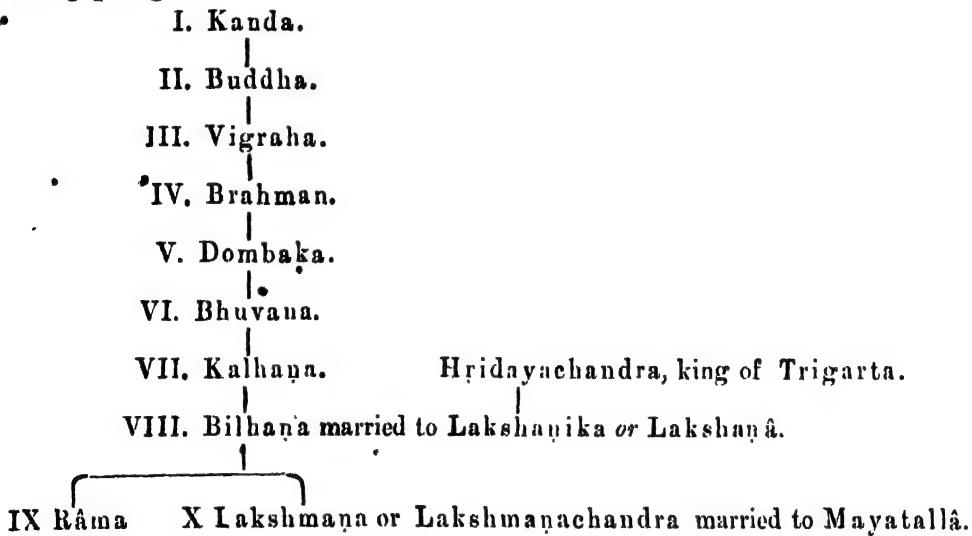 I. Kanda.
II. Buddha.
III. Vigraha.
IV. Brahman.
V. Dombaka.
VI. Bhuvana.
VII. Kalhaṇa. Hṛidayachandra, king of Trigarta.
VIII. Bilhaṇa married to Lakshaṇika or Lakshaṇâ.
IX Râma X Lakshmaṇa or Lakshmaṇachandra married to Mayatallâ.